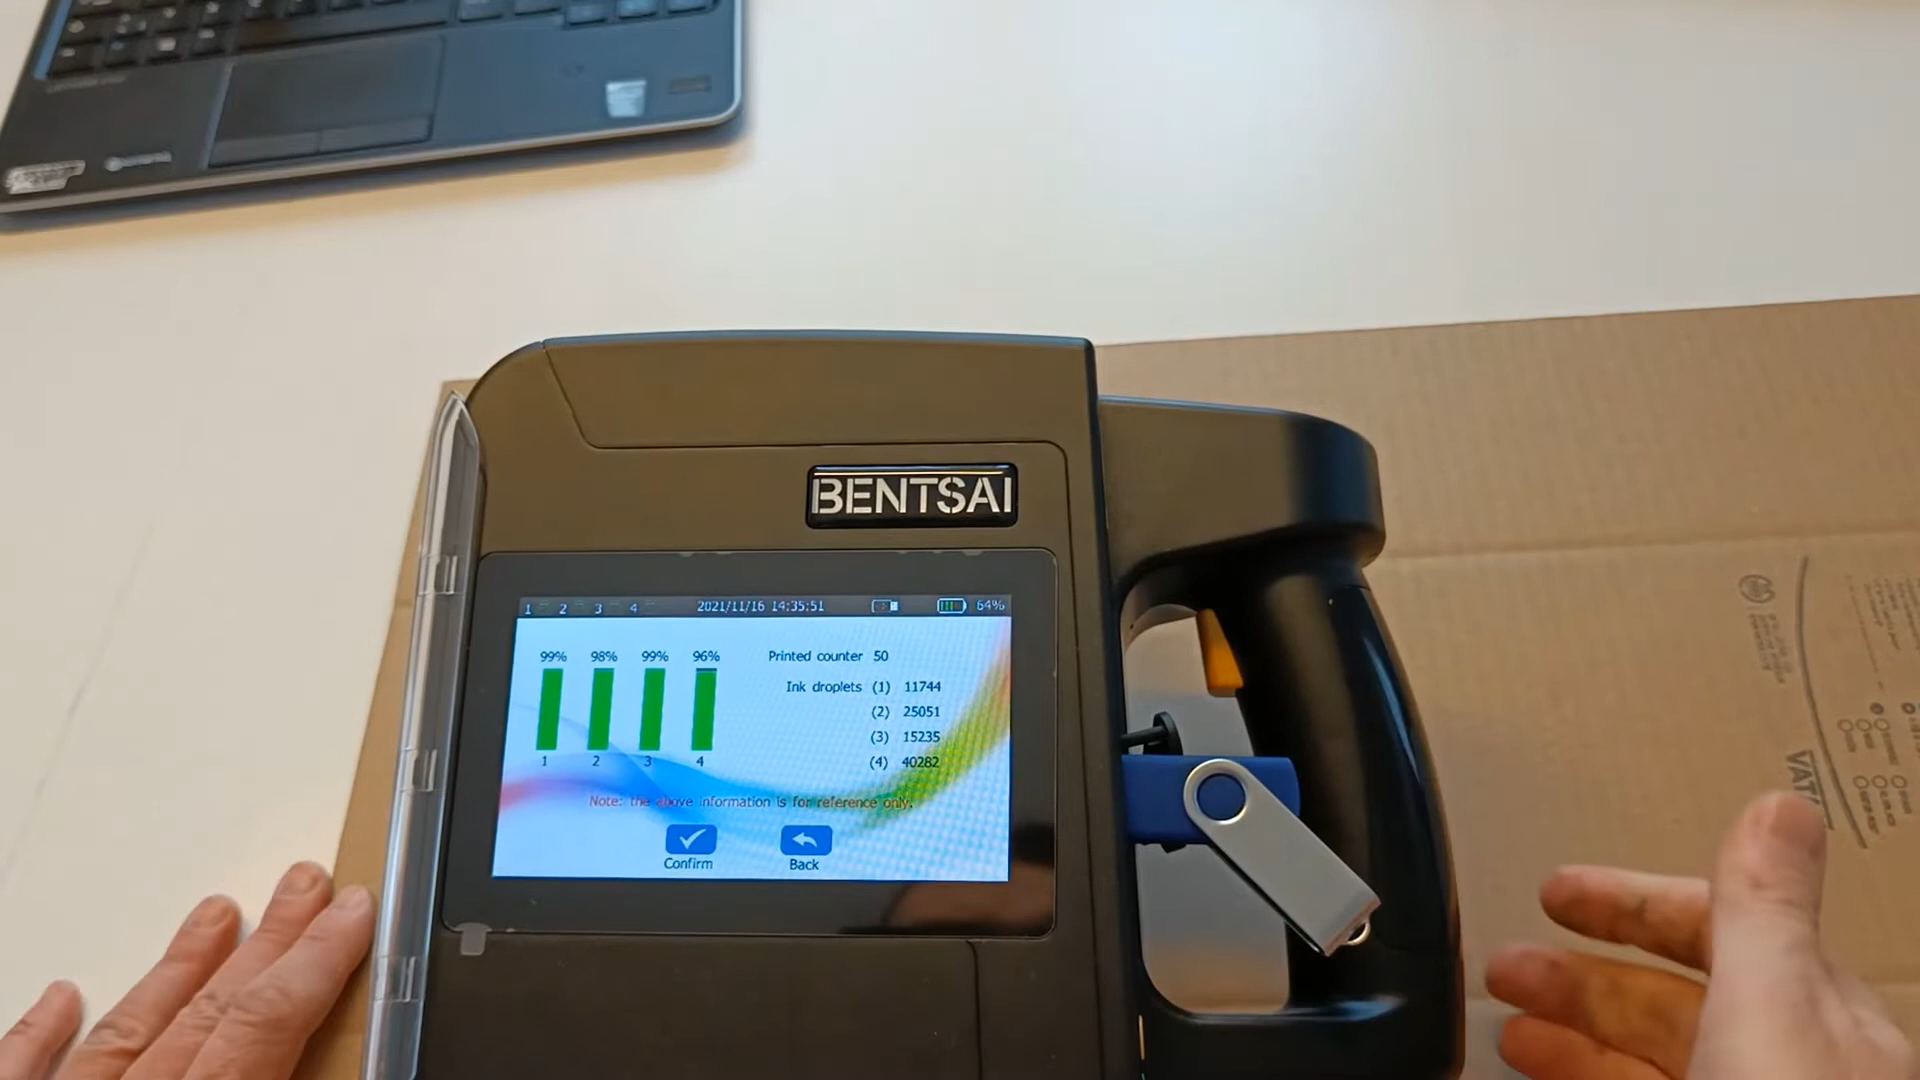 BENTSAI
1 2 3 4 2021/11/16 14:35:51 64%
99% 98% 99% 96%
1 2 3 4
Printed counter 50
Ink droplets (1) 11744
(2) 25051
(3) 15235
(4) 40282
Note: the above information is for reference only.
Confirm
Back